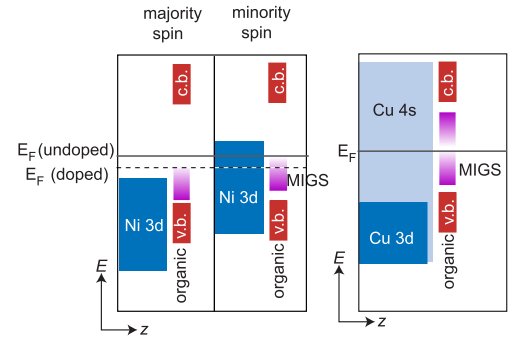 majority
spin
minority
spin
c.b.
c.b.
E_F (undoped)
E_F (doped)
MIGS
Ni 3d
Ni 3d
v.b.
v.b.
organic
organic
E
z
c.b.
Cu 4s
E_F
MIGS
v.b.
Cu 3d
organic
E
z